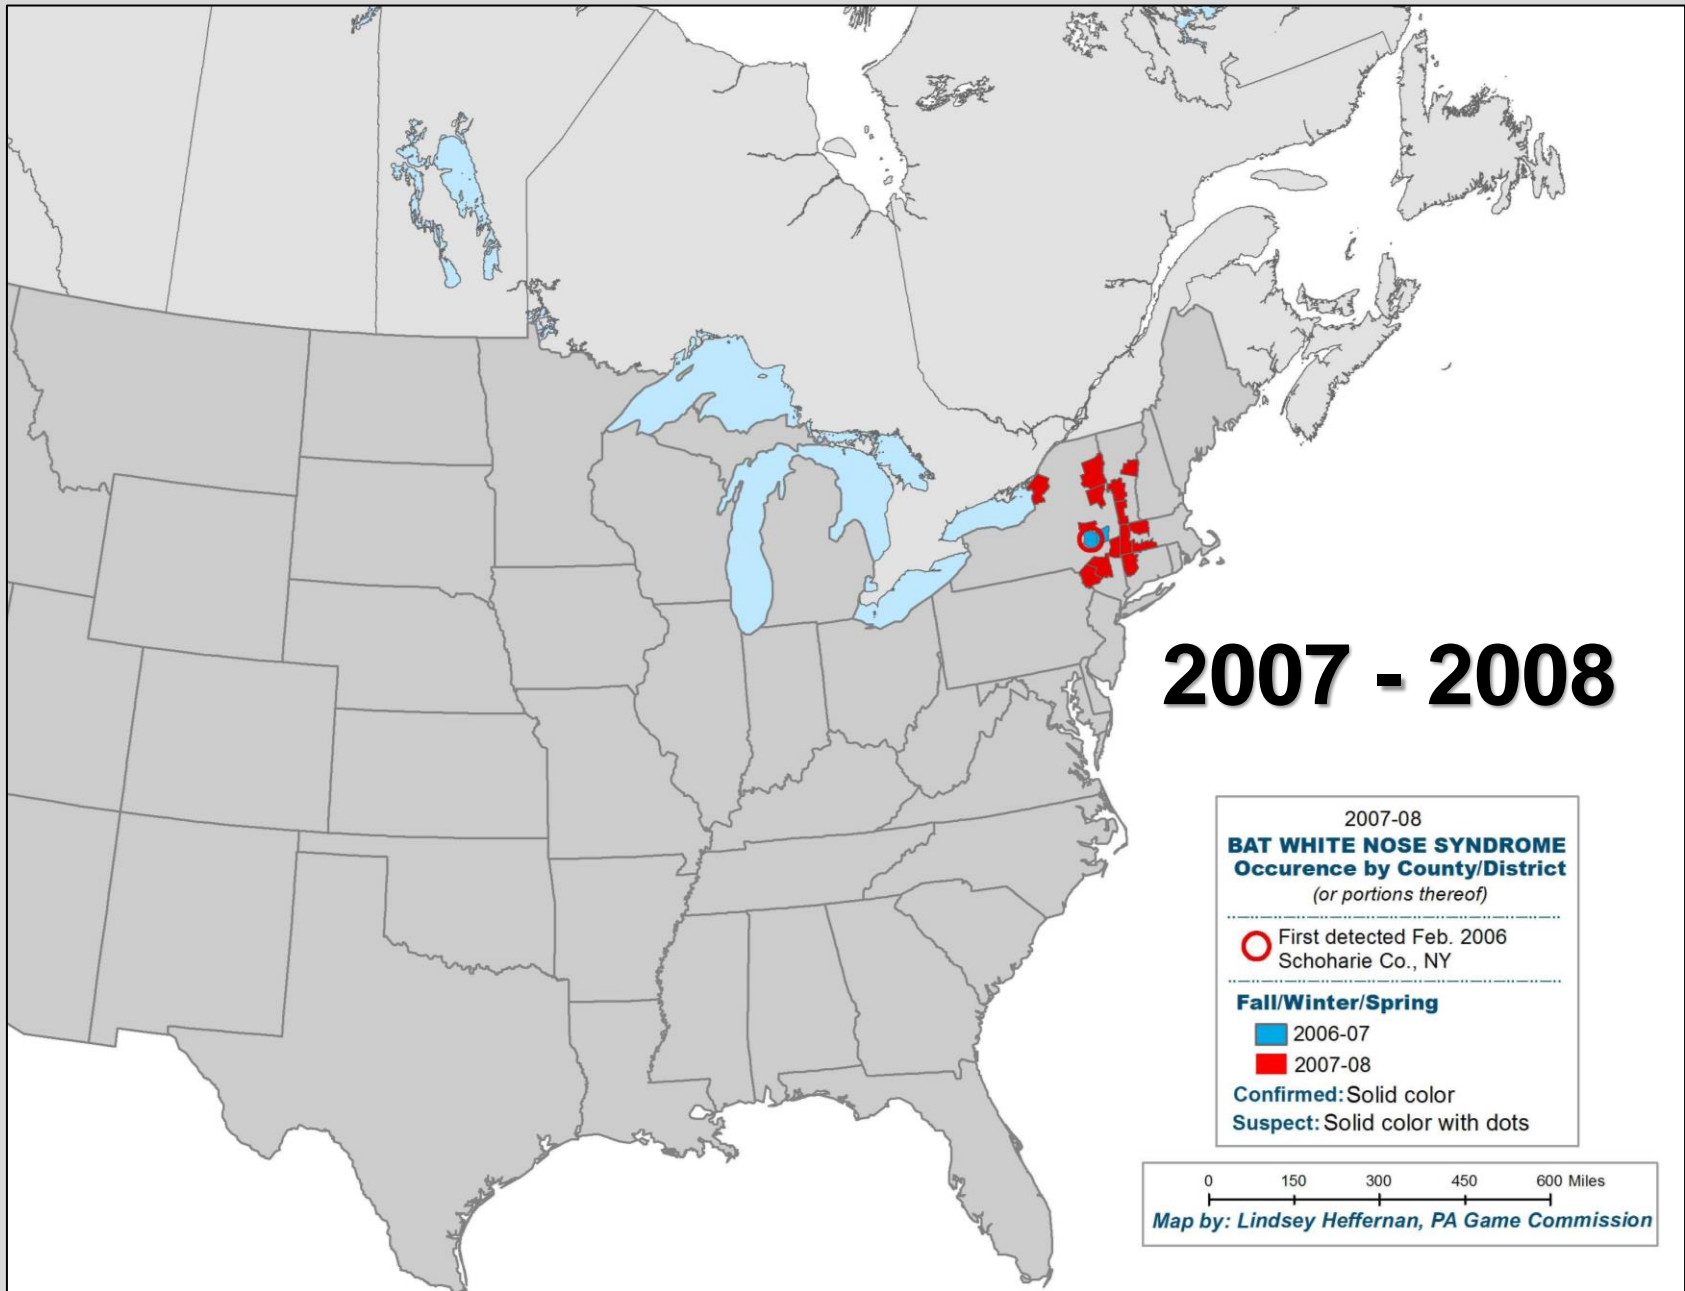 2007 - 2008
2007-08
BAT WHITE NOSE SYNDROME
Occurence by County/District
(or portions thereof)
First detected Feb. 2006
Schoharie Co., NY
Fall/Winter/Spring
2006-07
2007-08
Confirmed: Solid color
Suspect: Solid color with dots
0 150 300 450 600 Miles
Map by: Lindsey Heffernan, PA Game Commission